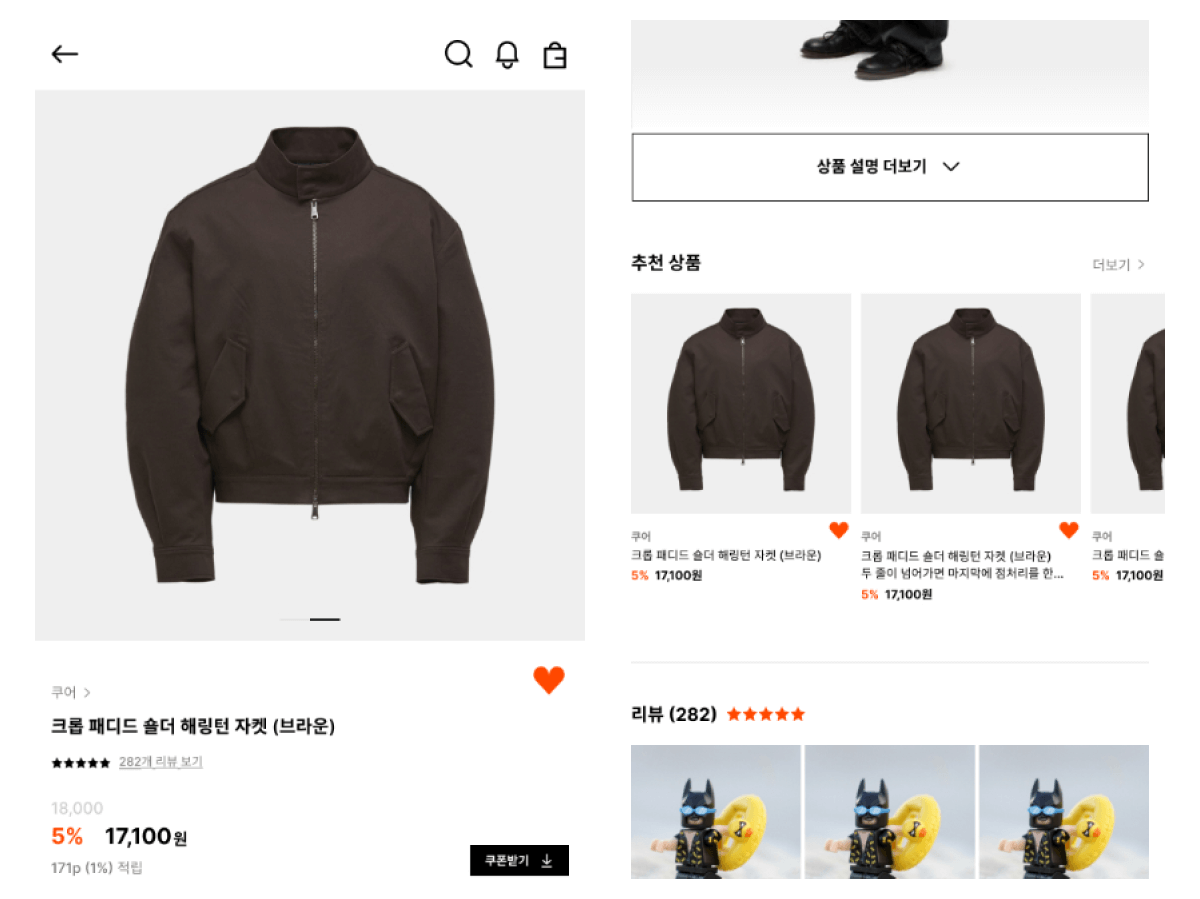 쿠어 >
크롭 패디드 숄더 해링턴 자켓 (브라운)
★★★★★ 282개 리뷰 보기
18,000
5% 17,100원
171p (1%) 적립
쿠폰받기
상품 설명 더보기
추천 상품
더보기 >
쿠어
크롭 패디드 숄더 해링턴 자켓 (브라운)
5% 17,100원
쿠어
크롭 패디드 숄더 해링턴 자켓 (브라운)
두 줄이 넘어가면 마지막에 점처리를 한...
5% 17,100원
쿠어
크롭 패디드 숄
5% 17,100원
리뷰 (282) ★★★★★